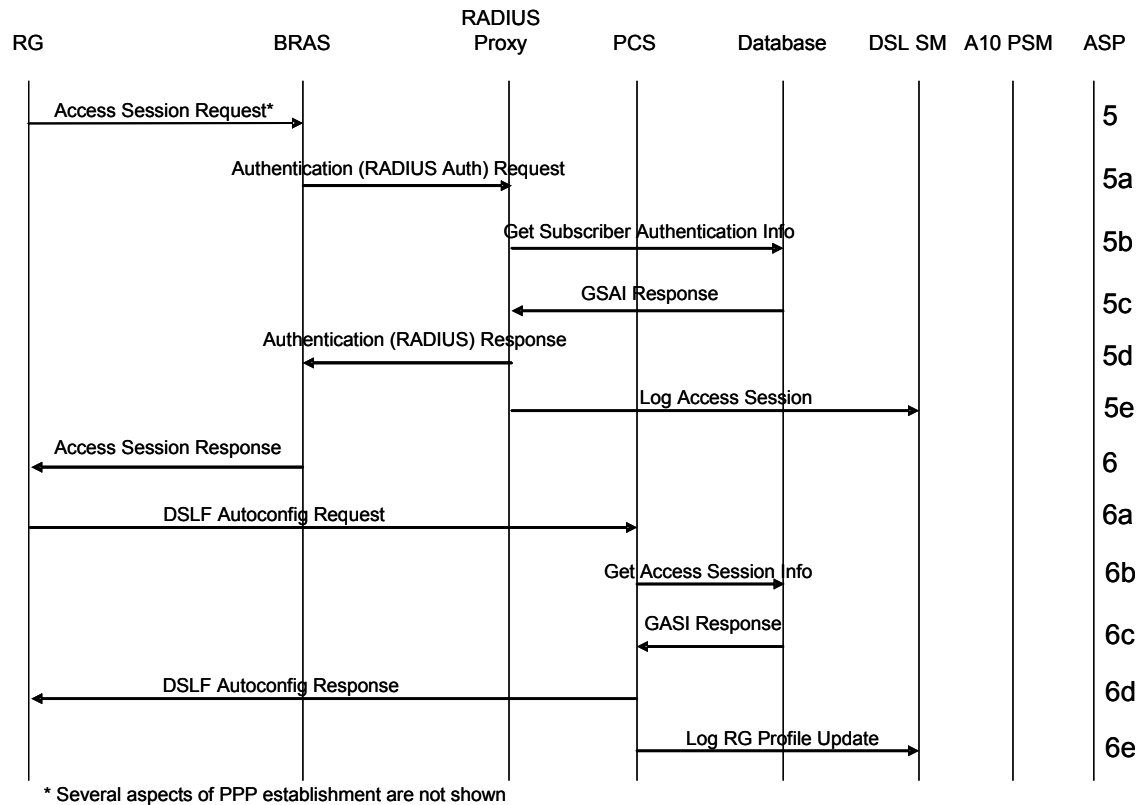 RADIUS
RG BRAS Proxy PCS Database DSL SM A10 PSM ASP
Access Session Request* 5
Authentication (RADIUS Auth) Request 5a
Get Subscriber Authentication Info 5b
GSAI Response 5c
Authentication (RADIUS) Response 5d
Log Access Session 5e
Access Session Response 6
DSLF Autoconfig Request 6a
Get Access Session Info 6b
GASI Response 6c
DSLF Autoconfig Response 6d
Log RG Profile Update 6e
* Several aspects of PPP establishment are not shown